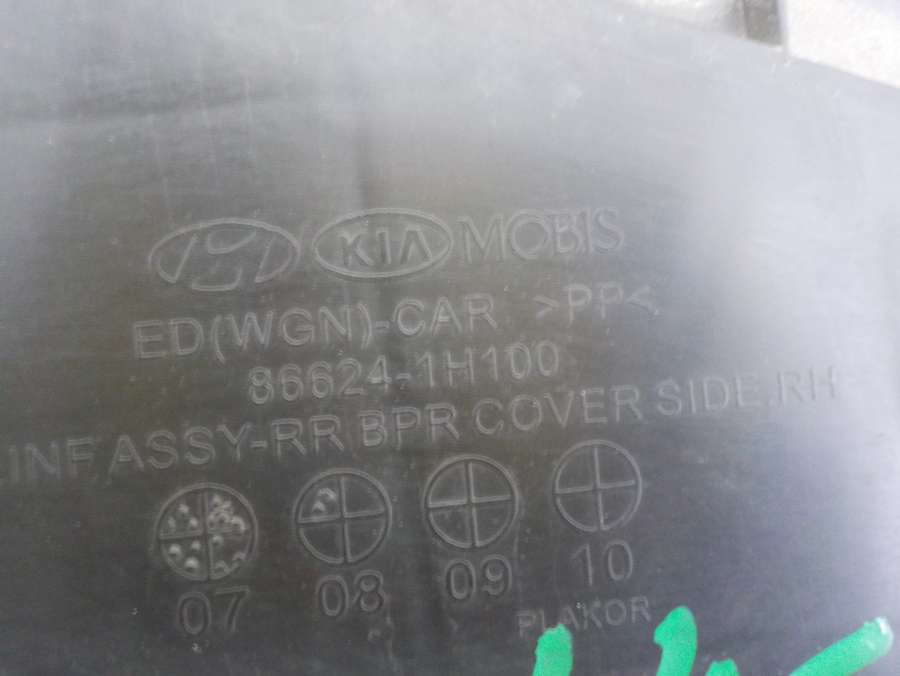 KIA MOBIS
ED(WGN)-CAR >PP<
86624-1H100
INF ASSY-RR BPR COVER SIDE,RH
07 08 09 10
PLAKOR